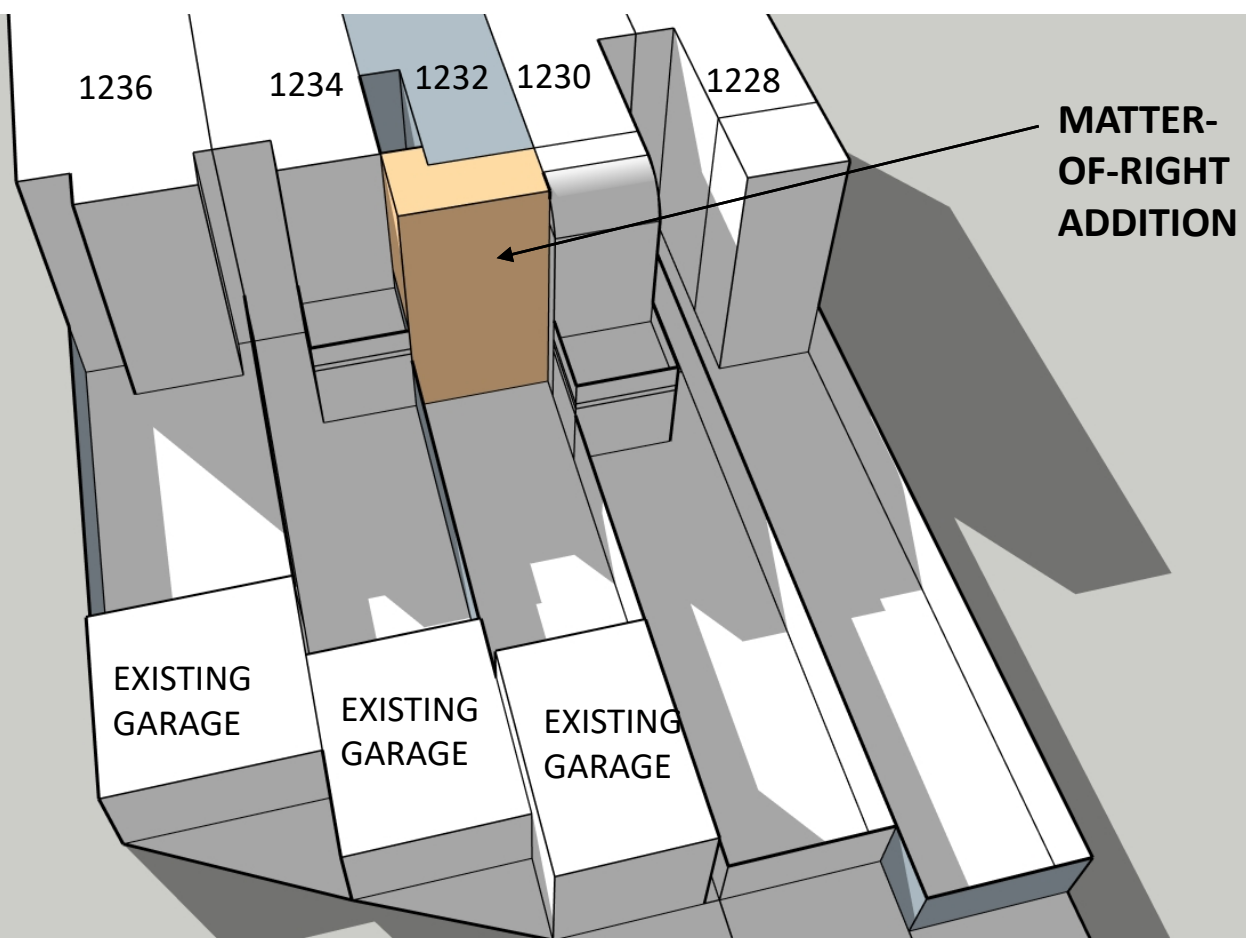 1236
1234
1232
1230
1228
MATTER-
OF-RIGHT
ADDITION
EXISTING
GARAGE
EXISTING
GARAGE
EXISTING
GARAGE